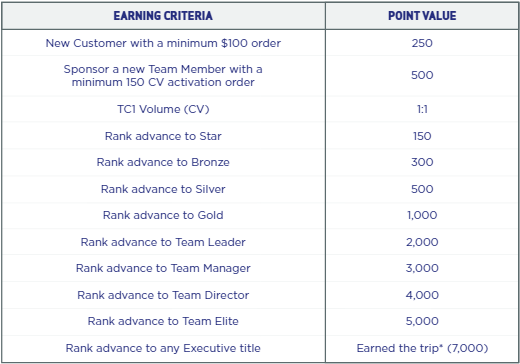 EARNING CRITERIA POINT VALUE
New Customer with a minimum $100 order 250
Sponsor a new Team Member with a
minimum 150 CV activation order 500
TC1 Volume (CV) 1:1
Rank advance to Star 150
Rank advance to Bronze 300
Rank advance to Silver 500
Rank advance to Gold 1,000
Rank advance to Team Leader 2,000
Rank advance to Team Manager 3,000
Rank advance to Team Director 4,000
Rank advance to Team Elite 5,000
Rank advance to any Executive title Earned the trip* (7,000)